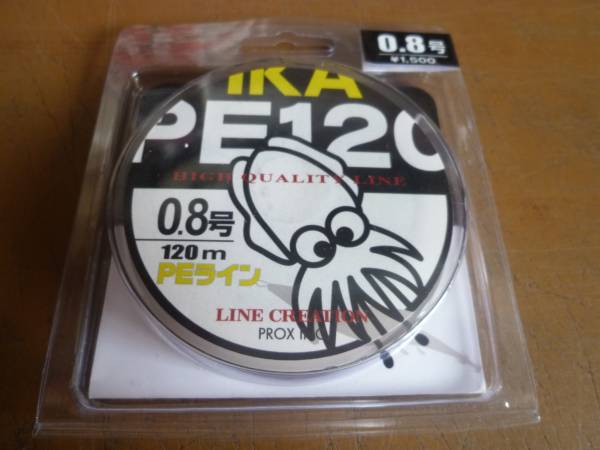 0.8号
¥1,500
IKA
PE120
HIGH QUALITY LINE
0.8号
120m
PEライン
LINE CREATION
PROX INC